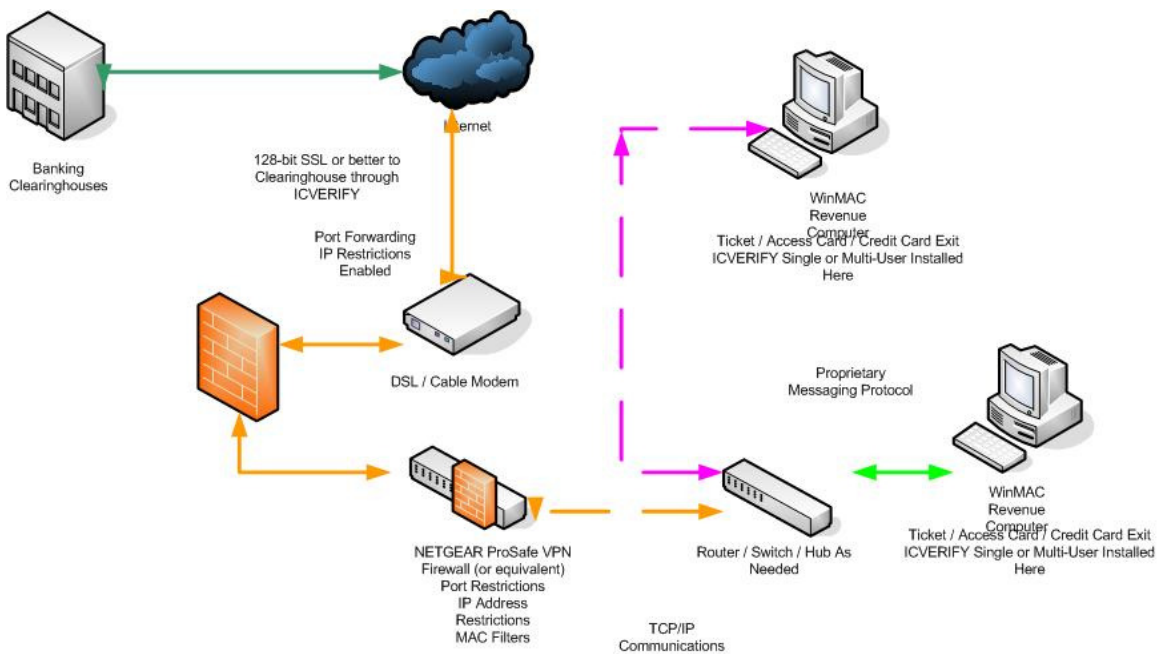 Internet
Banking
Clearinghouses
128-bit SSL or better to
Clearinghouse through
ICVERIFY
Port Forwarding
IP Restrictions
Enabled
DSL / Cable Modem
WinMAC
Revenue
Computer
Ticket / Access Card / Credit Card Exit
ICVERIFY Single or Multi-User Installed
Here
Proprietary
Messaging Protocol
NETGEAR ProSafe VPN
Firewall (or equivalent)
Port Restrictions
IP Address
Restrictions
MAC Filters
Router / Switch / Hub As
Needed
WinMAC
Revenue
Computer
Ticket / Access Card / Credit Card Exit
ICVERIFY Single or Multi-User Installed
Here
TCP/IP
Communications